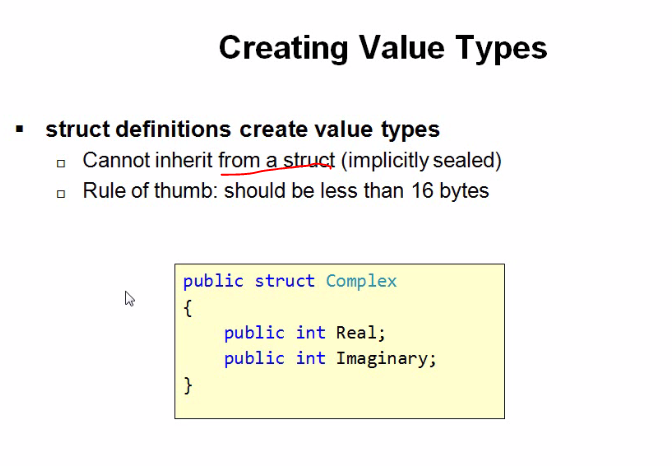 Creating Value Types
struct definitions create value types
Cannot inherit from a struct (implicitly sealed)
Rule of thumb: should be less than 16 bytes
public struct Complex
{
public int Real;
public int Imaginary;
}